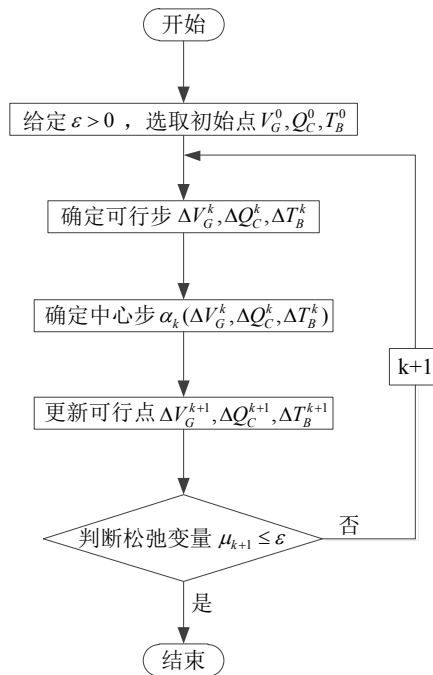 开始
给定 ε > 0 ，选取初始点 V_G^0, Q_C^0, T_B^0
确定可行步 ΔV_G^k, ΔQ_C^k, ΔT_B^k
确定中心步 α_k(ΔV_G^k, ΔQ_C^k, ΔT_B^k)
k+1
更新可行点 ΔV_G^{k+1}, ΔQ_C^{k+1}, ΔT_B^{k+1}
判断松弛变量 μ_{k+1} ≤ ε
否
是
结束